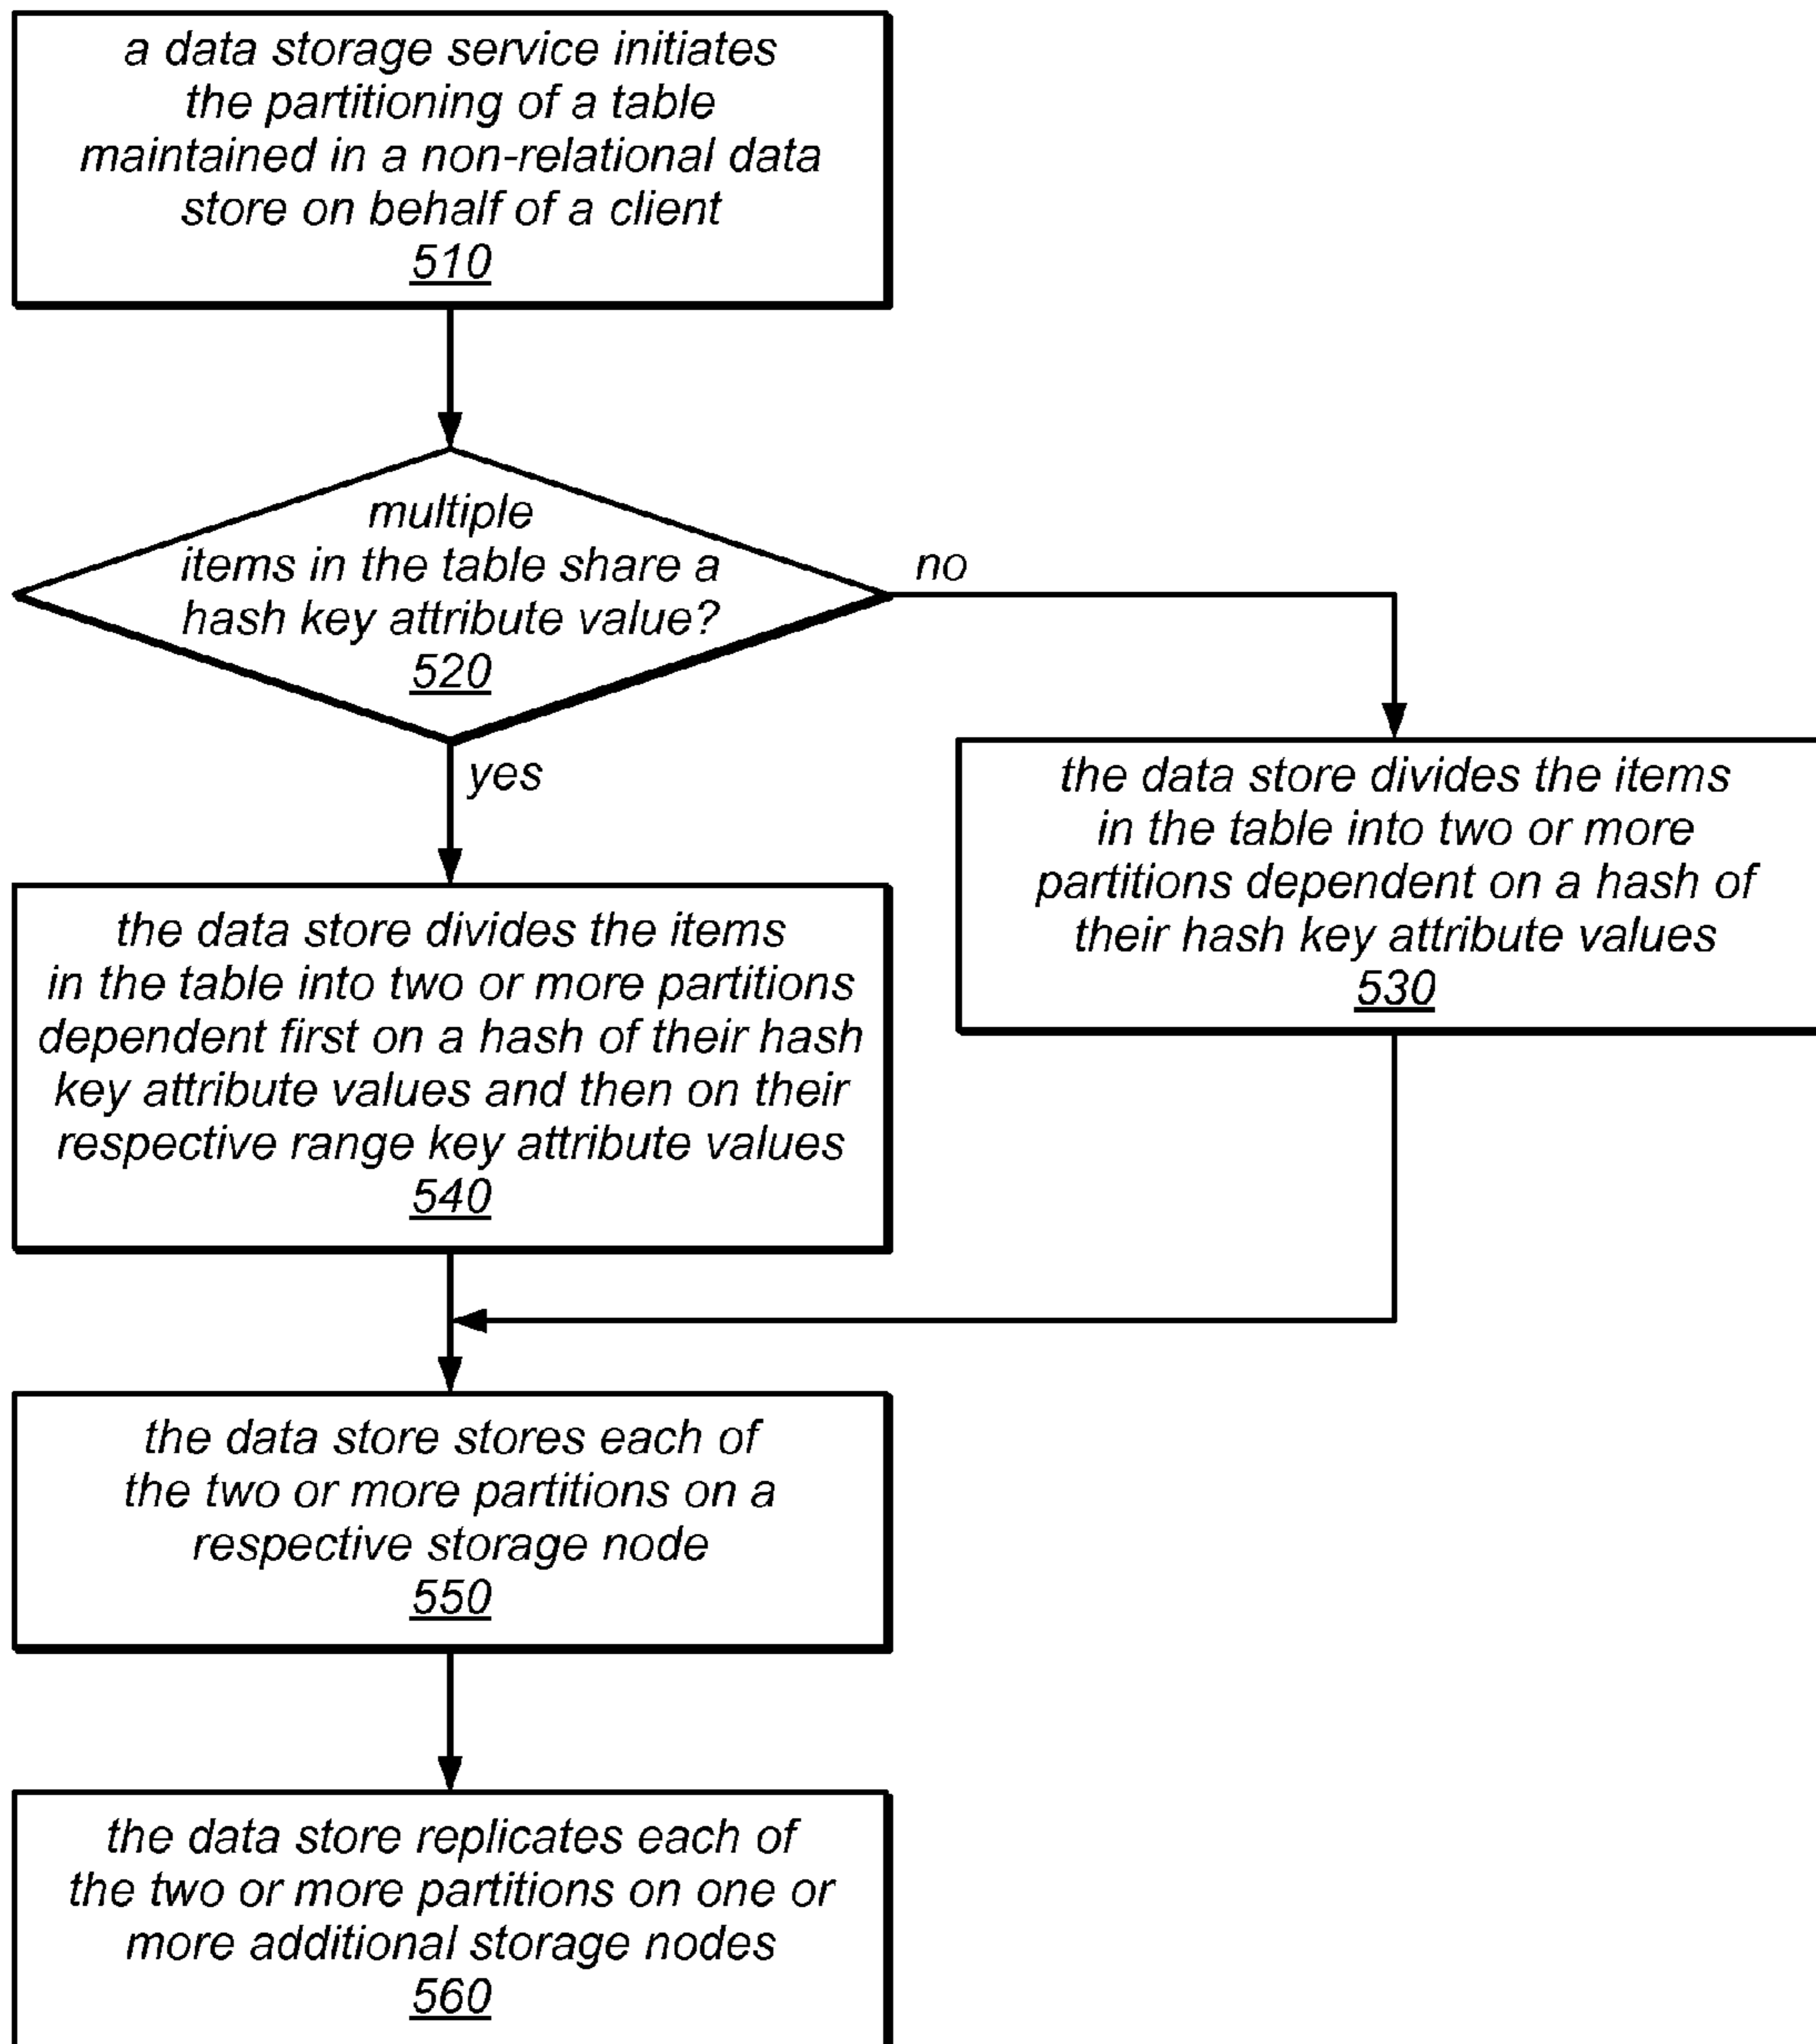 a data storage service initiates
the partitioning of a table
maintained in a non-relational data
store on behalf of a client
510
multiple
items in the table share a
hash key attribute value?
520
no
yes
the data store divides the items
in the table into two or more
partitions dependent on a hash of
their hash key attribute values
530
the data store divides the items
in the table into two or more partitions
dependent first on a hash of their hash
key attribute values and then on their
respective range key attribute values
540
the data store stores each of
the two or more partitions on a
respective storage node
550
the data store replicates each of
the two or more partitions on one or
more additional storage nodes
560